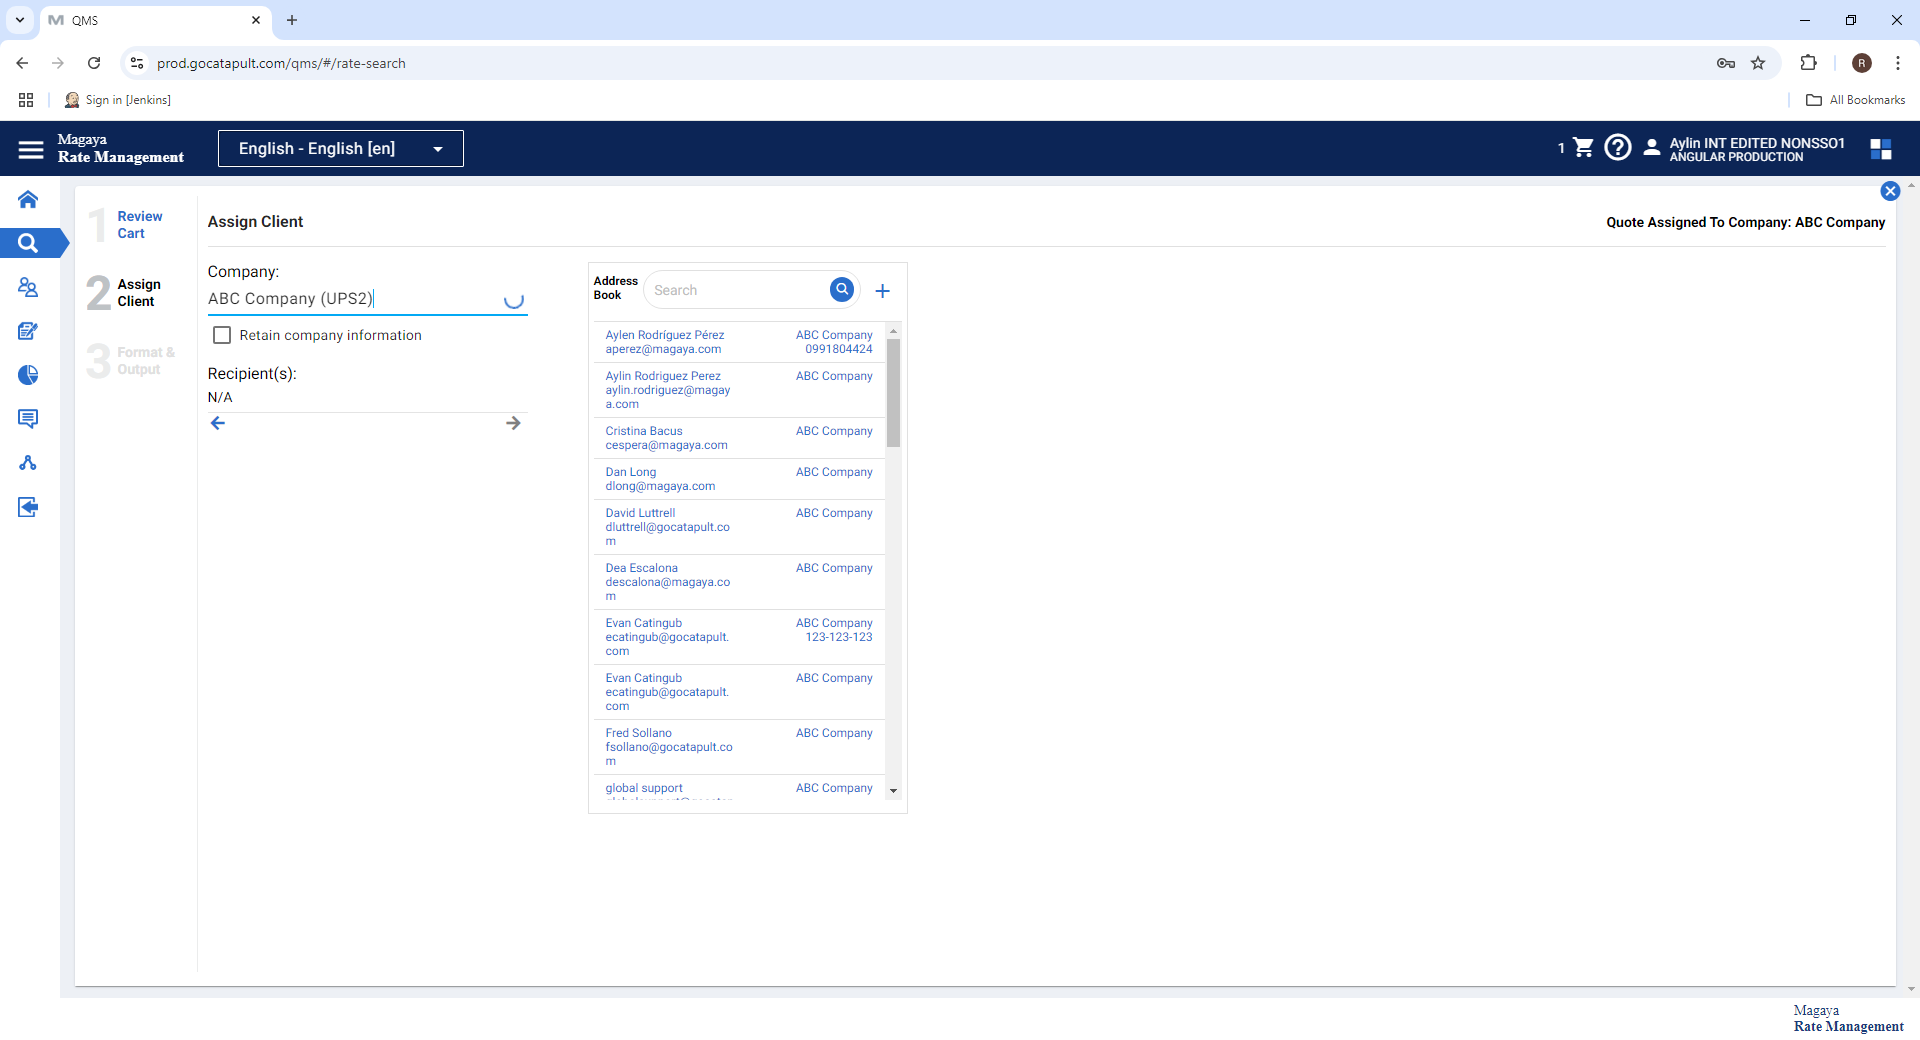 QMS
prod.gocatapult.com/qms/#/rate-search
Sign in [Jenkins]
All Bookmarks
R
Magaya
Rate Management
English - English [en]
1
Aylin INT EDITED NONSSO1
ANGULAR PRODUCTION
1 Review
Cart
2 Assign
Client
3 Format &
Output
Assign Client
Quote Assigned To Company: ABC Company
Company:
ABC Company (UPS2)
Retain company information
Recipient(s):
N/A
Address
Book
Search
Aylen Rodríguez Pérez ABC Company
aperez@magaya.com 0991804424
Aylin Rodriguez Perez ABC Company
aylin.rodriguez@magay
a.com
Cristina Bacus ABC Company
cespera@magaya.com
Dan Long ABC Company
dlong@magaya.com
David Luttrell ABC Company
dluttrell@gocatapult.co
m
Dea Escalona ABC Company
descalona@magaya.co
m
Evan Catingub ABC Company
ecatingub@gocatapult. 123-123-123
com
Evan Catingub ABC Company
ecatingub@gocatapult.
com
Fred Sollano ABC Company
fsollano@gocatapult.co
m
global support ABC Company
Magaya
Rate Management